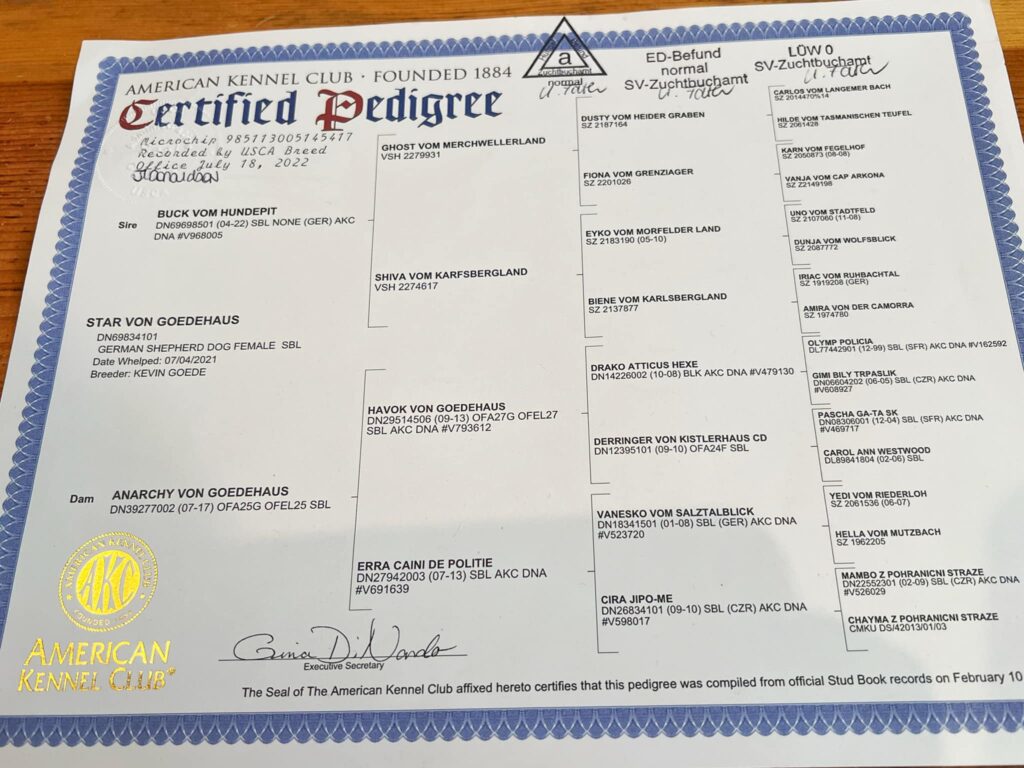 AMERICAN KENNEL CLUB · FOUNDED 1884
Certified Pedigree
Microchip 985113005145417
Recorded by USCA Breed
Office July 18, 2022
a
Zuchtbuchamt
normal
ED-Befund
normal
SV-Zuchtbuchamt
LÜW 0
SV-Zuchtbuchamt
Sire
BUCK VOM HUNDEPIT
DN69698501 (04-22) SBL NONE (GER) AKC
DNA #V968005
STAR VON GOEDEHAUS
DN69834101
GERMAN SHEPHERD DOG FEMALE SBL
Date Whelped: 07/04/2021
Breeder: KEVIN GOEDE
Dam
ANARCHY VON GOEDEHAUS
DN39277002 (07-17) OFA25G OFEL25 SBL
GHOST VOM MERCHWELLERLAND
VSH 2279931
SHIVA VOM KARFSBERGLAND
VSH 2274617
HAVOK VON GOEDEHAUS
DN29514506 (09-13) OFA27G OFEL27
SBL AKC DNA #V793612
ERRA CAINI DE POLITIE
DN27942003 (07-13) SBL AKC DNA
#V691639
DUSTY VOM HEIDER GRABEN
SZ 2187164
FIONA VOM GRENZIAGER
SZ 2201026
EYKO VOM MORFELDER LAND
SZ 2183190 (05-10)
BIENE VOM KARLSBERGLAND
SZ 2137877
DRAKO ATTICUS HEXE
DN14226002 (10-08) BLK AKC DNA #V479130
DERRINGER VON KISTLERHAUS CD
DN12395101 (09-10) OFA24F SBL
VANESKO VOM SALZTALBLICK
DN18341501 (01-08) SBL (GER) AKC DNA
#V523720
CIRA JIPO-ME
DN26834101 (09-10) SBL (CZR) AKC DNA
#V598017
CARLOS VOM LANGEMER BACH
SZ 2014470%14
HILDE VOM TASMANISCHEN TEUFEL
SZ 2061428
KARN VOM FEGELHOF
SZ 2050873 (08-08)
VANJA VOM CAP ARKONA
SZ Z2149198
UNO VOM STADTFELD
SZ 2107060 (11-08)
DUNJA VOM WOLFSBLICK
SZ 2087772
IRIAC VOM RUHBACHTAL
SZ 1919208 (GER)
AMIRA VON DER CAMORRA
SZ 1974780
OLYMP POLICIA
DL77442901 (12-99) SBL (SFR) AKC DNA #V162592
GIMI BILY TRPASLIK
DN06604202 (06-05) SBL (CZR) AKC DNA
#V608927
PASCHA GA-TA SK
DN08306001 (12-04) SBL (SFR) AKC DNA
#V469717
CAROL ANN WESTWOOD
DL89841804 (02-06) SBL
YEDI VOM RIEDERLOH
SZ 2061536 (06-07)
HELLA VOM MUTZBACH
SZ 1962205
MAMBO Z POHRANICNI STRAZE
DN22552301 (02-09) SBL (CZR) AKC DNA
#V526029
CHAYMA Z POHRANICNI STRAZE
CMKU DS/42013/01/03
AKC
FOUNDED 1884
AMERICAN
KENNEL CLUB®
Gina DiNardo
Executive Secretary
The Seal of The American Kennel Club affixed hereto certifies that this pedigree was compiled from official Stud Book records on February 10